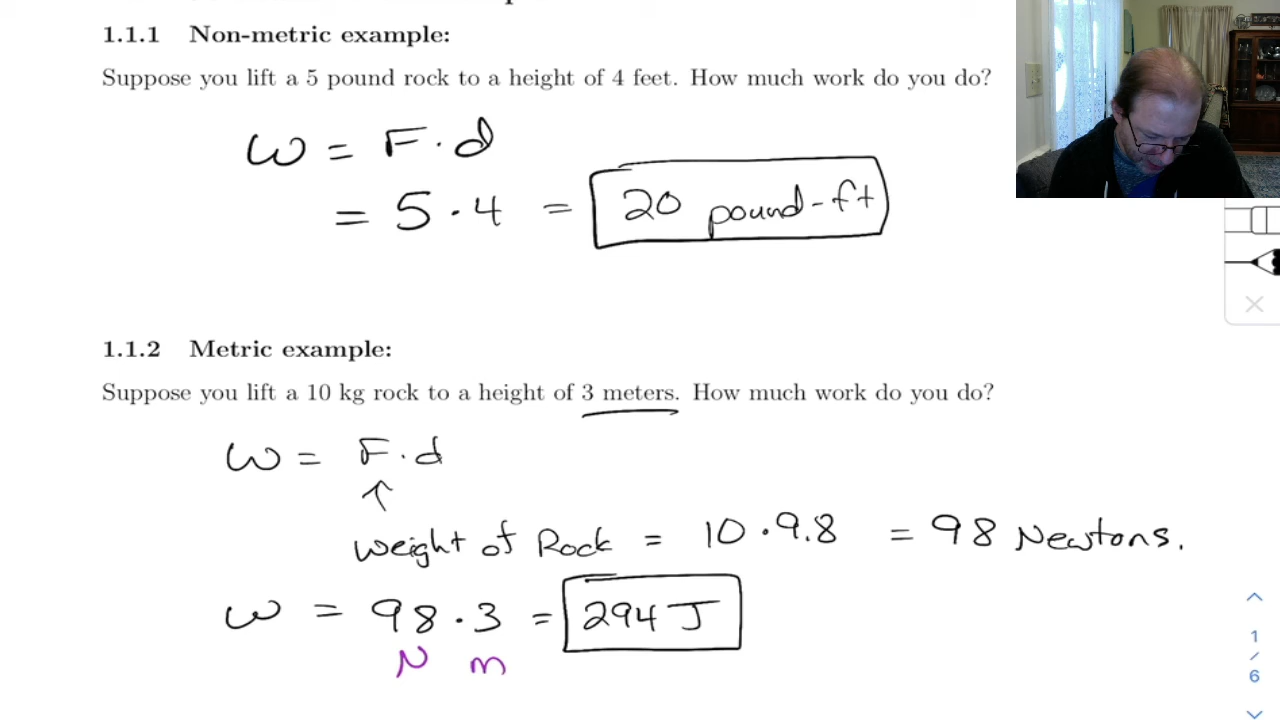 1.1.1 Non-metric example:
Suppose you lift a 5 pound rock to a height of 4 feet. How much work do you do?
W = F · d
= 5 · 4 = 20 pound-ft
1.1.2 Metric example:
Suppose you lift a 10 kg rock to a height of 3 meters. How much work do you do?
W = F · d
↑
weight of Rock = 10 · 9.8 = 98 Newtons.
W = 98 · 3 = 294 J
N m
1
/
6